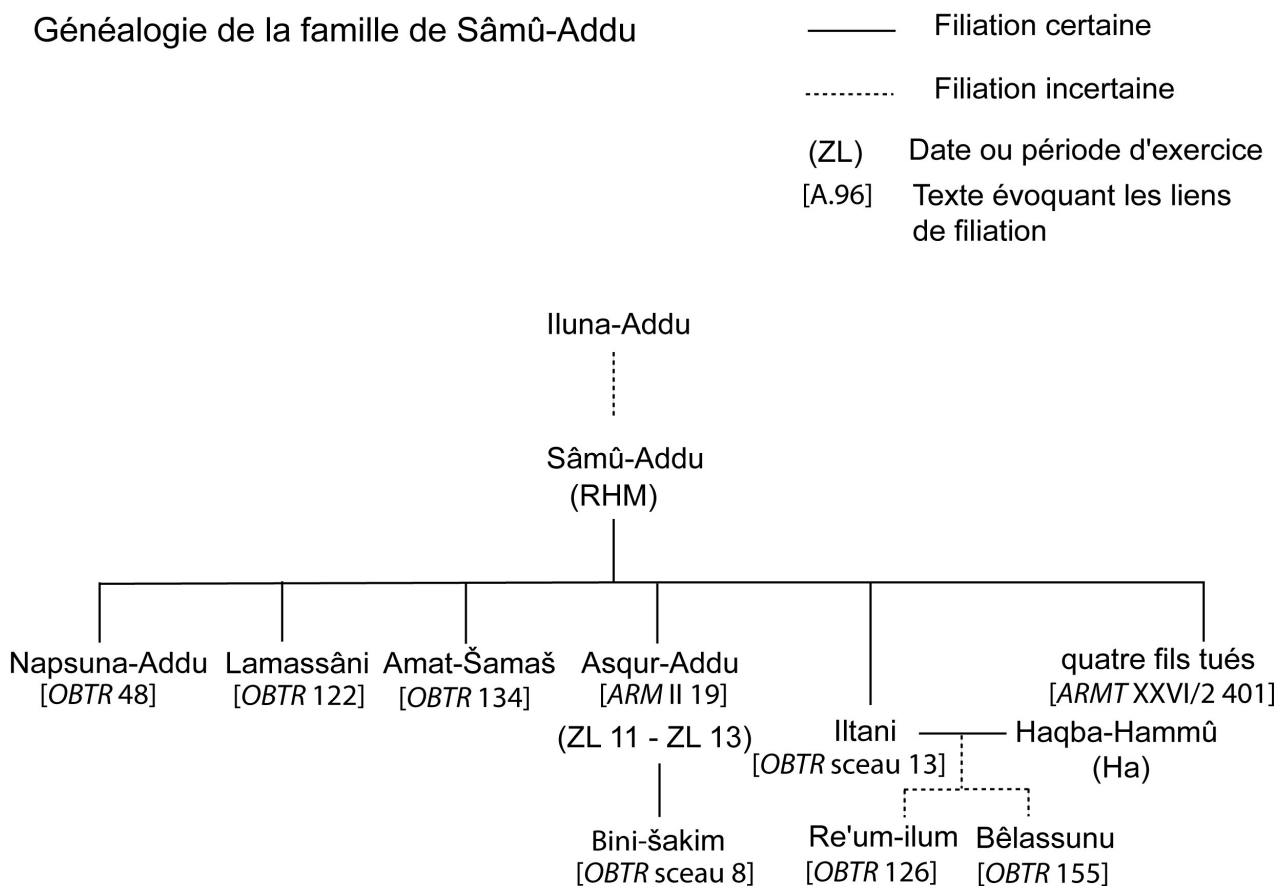 Généalogie de la famille de Sâmû-Addu
Filiation certaine
Filiation incertaine
(ZL) Date ou période d'exercice
[A.96] Texte évoquant les liens
de filiation
Iluna-Addu
Sâmû-Addu
(RHM)
Napsuna-Addu Lamassâni Amat-Šamaš Asqur-Addu quatre fils tués
[OBTR 48] [OBTR 122] [OBTR 134] [ARM II 19] [ARMT XXVI/2 401]
(ZL 11 - ZL 13) Iltani Haqba-Hammû
[OBTR sceau 13] (Ha)
Bini-šakim Re'um-ilum Bêlassunu
[OBTR sceau 8] [OBTR 126] [OBTR 155]